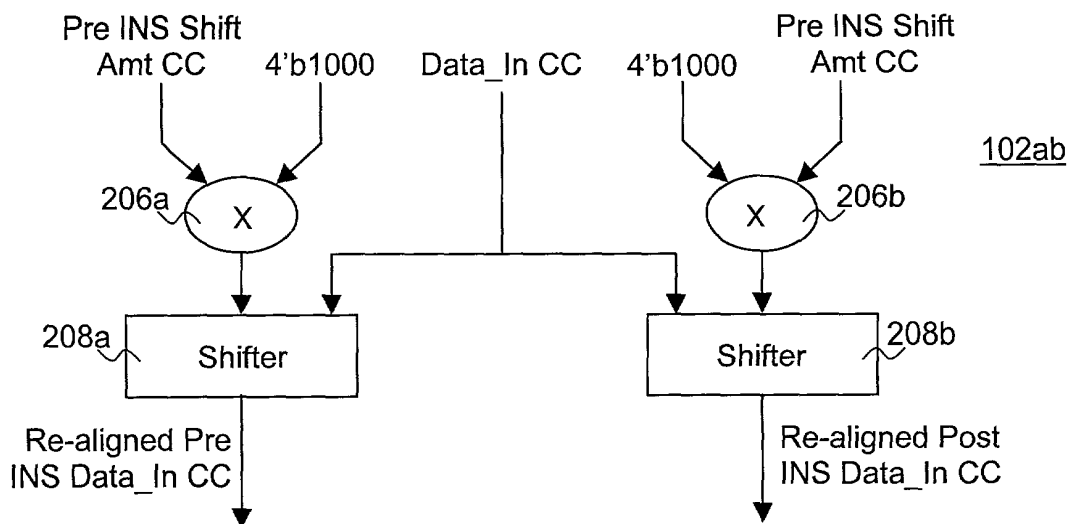 Pre INS Shift
Amt CC
4'b1000
Data_In CC
4'b1000
Pre INS Shift
Amt CC
102ab
206a
X
X
206b
208a
Shifter
Shifter
208b
Re-aligned Pre
INS Data_In CC
Re-aligned Post
INS Data_In CC